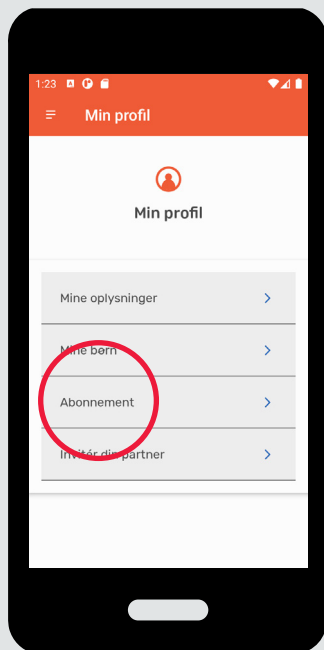 1:23
Min profil
Min profil
Mine oplysninger
Mine børn
Abonnement
Invitér din partner